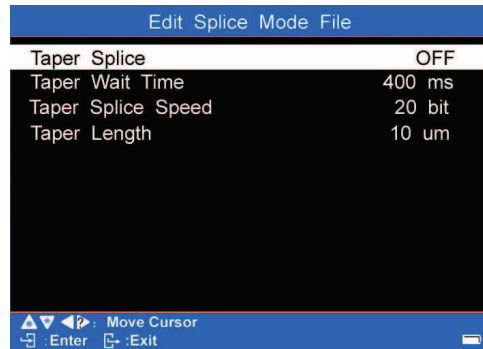 Edit Splice Mode File
Taper Splice OFF
Taper Wait Time 400 ms
Taper Splice Speed 20 bit
Taper Length 10 um
?: Move Cursor
:Enter :Exit